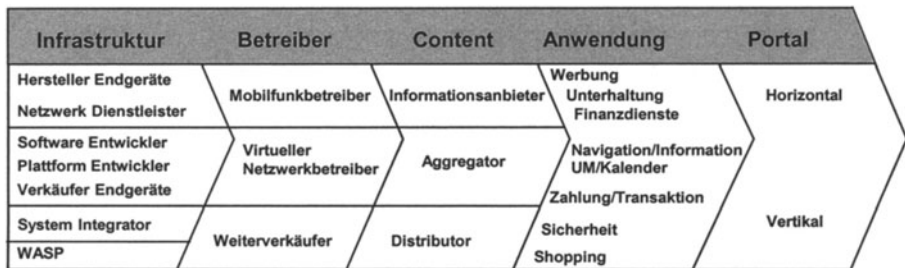 Infrastruktur
Betreiber
Content
Anwendung
Portal
Hersteller Endgeräte
Netzwerk Dienstleister
Software Entwickler
Plattform Entwickler
Verkäufer Endgeräte
System Integrator
WASP
Mobilfunkbetreiber
Virtueller
Netzwerkbetreiber
Weiterverkäufer
Informationsanbieter
Aggregator
Distributor
Werbung
Unterhaltung
Finanzdienste
Navigation/Information
UM/Kalender
Zahlung/Transaktion
Sicherheit
Shopping
Horizontal
Vertikal